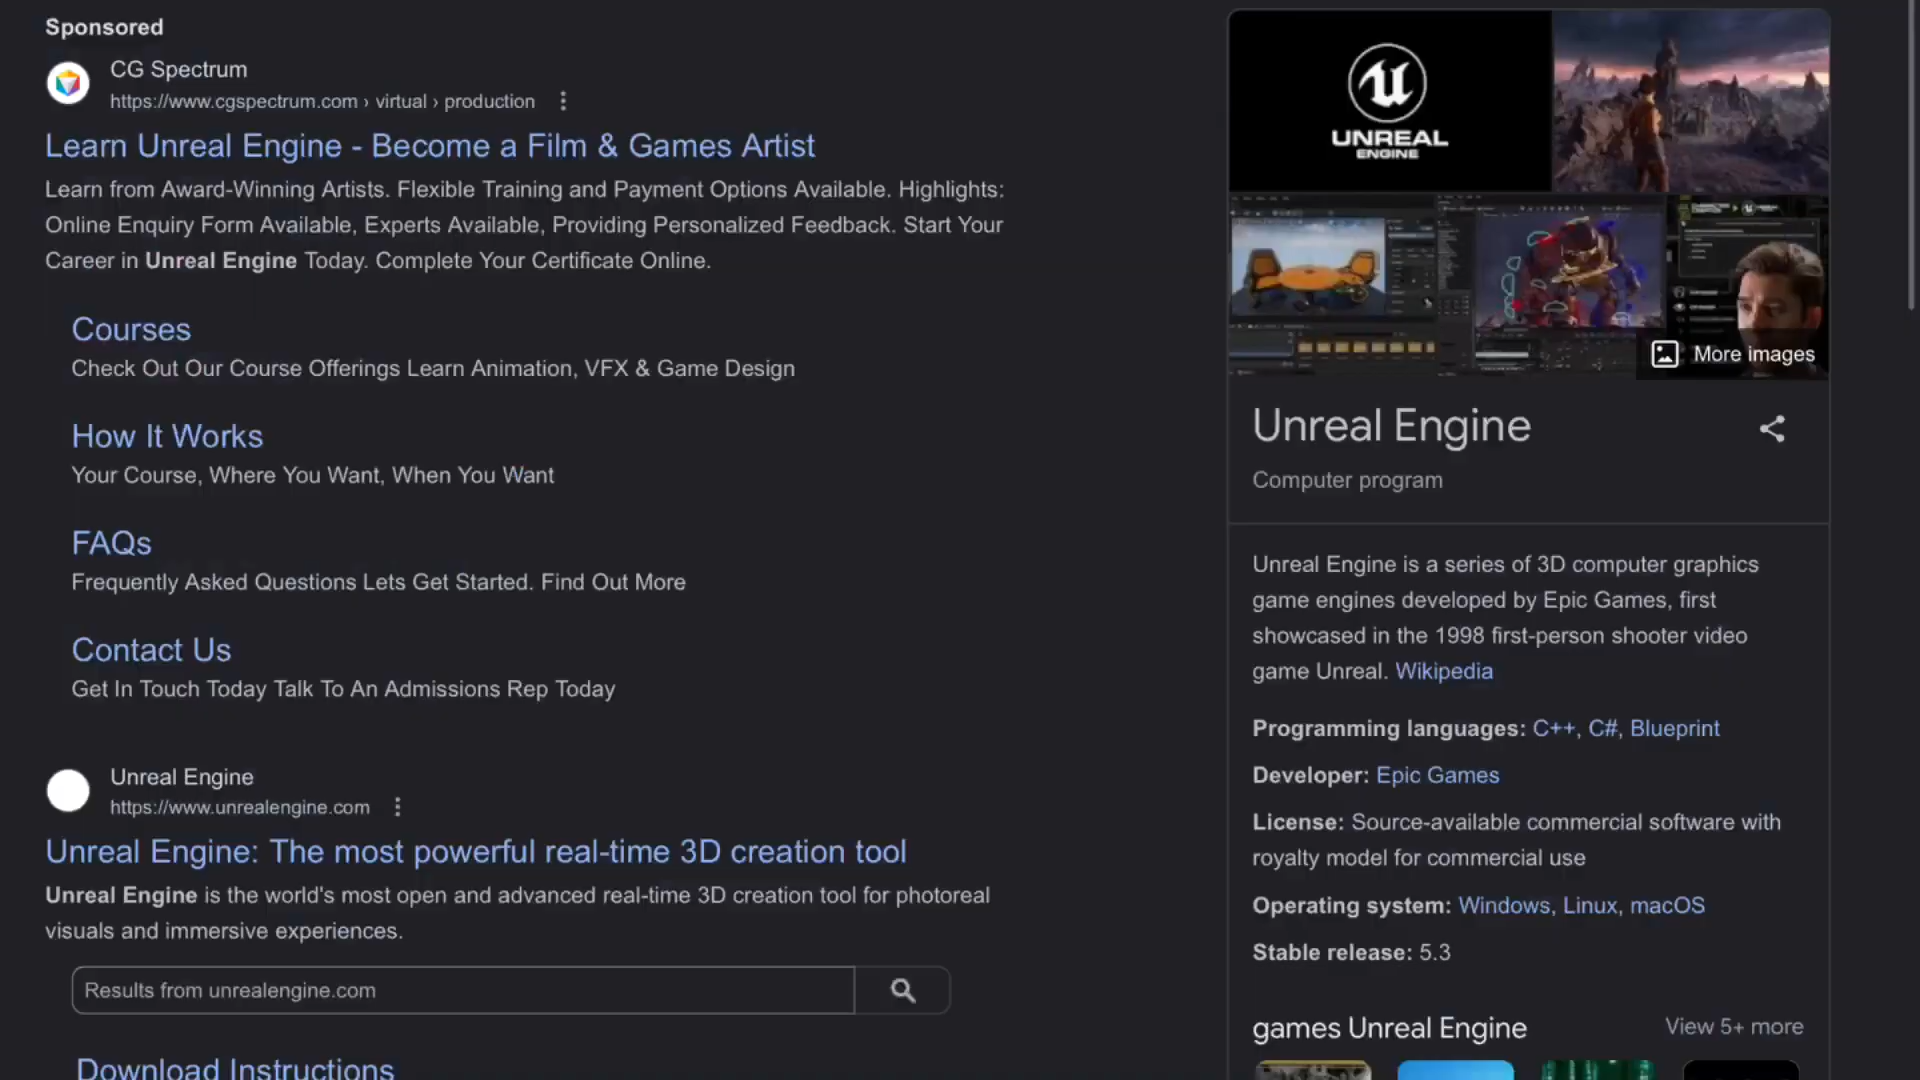 Sponsored
CG Spectrum
https://www.cgspectrum.com › virtual › production
Learn Unreal Engine - Become a Film & Games Artist
Learn from Award-Winning Artists. Flexible Training and Payment Options Available. Highlights:
Online Enquiry Form Available, Experts Available, Providing Personalized Feedback. Start Your
Career in Unreal Engine Today. Complete Your Certificate Online.
Courses
Check Out Our Course Offerings Learn Animation, VFX & Game Design
How It Works
Your Course, Where You Want, When You Want
FAQs
Frequently Asked Questions Lets Get Started. Find Out More
Contact Us
Get In Touch Today Talk To An Admissions Rep Today
Unreal Engine
https://www.unrealengine.com
Unreal Engine: The most powerful real-time 3D creation tool
Unreal Engine is the world's most open and advanced real-time 3D creation tool for photoreal
visuals and immersive experiences.
Results from unrealengine.com
Download Instructions
UNREAL
ENGINE
More images
Unreal Engine
Computer program
Unreal Engine is a series of 3D computer graphics
game engines developed by Epic Games, first
showcased in the 1998 first-person shooter video
game Unreal. Wikipedia
Programming languages: C++, C#, Blueprint
Developer: Epic Games
License: Source-available commercial software with
royalty model for commercial use
Operating system: Windows, Linux, macOS
Stable release: 5.3
games Unreal Engine
View 5+ more